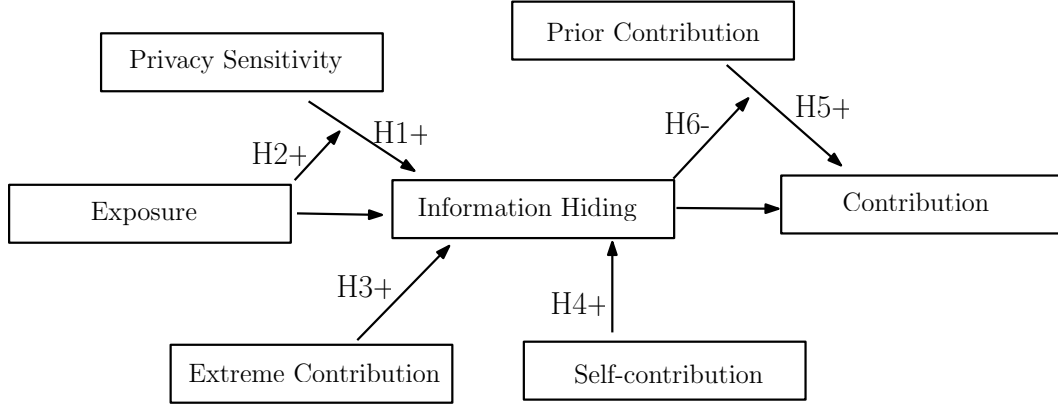 Prior Contribution
Privacy Sensitivity
H5+
H6-
H1+
H2+
Exposure
Information Hiding
Contribution
H3+
H4+
Extreme Contribution
Self-contribution